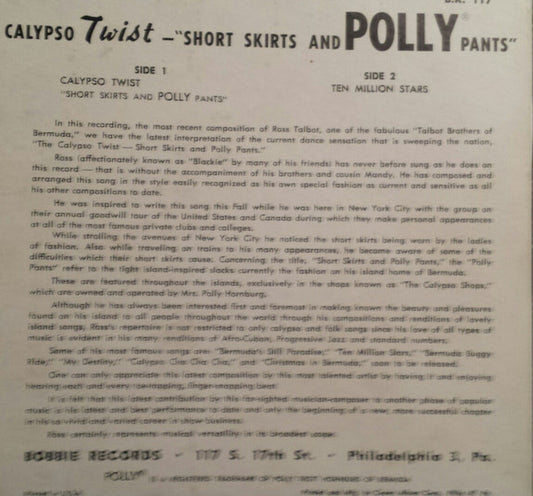 CALYPSO Twist — "SHORT SKIRTS AND POLLY® PANTS"
SIDE 1
CALYPSO TWIST
"SHORT SKIRTS AND POLLY PANTS"
SIDE 2
TEN MILLION STARS
In this recording, the most recent composition of Ross Talbot, one of the fabulous "Talbot Brothers of
Bermuda," we have the latest interpretation of the current dance sensation that is sweeping the nation,
"The Calypso Twist — Short Skirts and Polly Pants."
Ross (affectionately known as "Blackie" by many of his friends) has never before sung as he does on
this record — that is without the accompaniment of his brothers and cousin Mandy. He has composed and
arranged this song in the style easily recognized as his own special fashion as current and sensitive as all
his other compositions to date.
He was inspired to write this song this Fall while he was here in New York City with the group on
their annual goodwill tour of the United States and Canada during which they make personal appearances
at all of the most famous private clubs and colleges.
While strolling the avenues of New York City he noticed the short skirts being worn by the ladies
of fashion. Also while traveling on trains to his many appearances, he became aware of some of the
difficulties which their short skirts cause. Concerning the title, "Short Skirts and Polly Pants," the "Polly
Pants" refer to the light island-inspired slacks currently the fashion on his island home of Bermuda.
These are featured throughout the islands, exclusively in the shops known as "The Calypso Shops,"
which are owned and operated by Mrs. Polly Hornburg.
Although he has always been interested first and foremost in making known the beauty and pleasures
found on his island to all people throughout the world through his compositions and renditions of lovely
island songs, Ross's repertoire is not restricted to only calypso and folk songs since his love of all types of
music is evident in his many renditions of Afro-Cuban, Progressive Jazz and standard numbers.
Some of his most famous songs are: "Bermuda's Still Paradise," "Ten Million Stars," "Bermuda Buggy
Ride," "My Destiny," "Calypso Cha Cha Cha," and "Christmas in Bermuda," soon to be released.
One can only appreciate this latest composition by this most talented artist by having it and enjoying
hearing each and every toe-tapping, finger-snapping beat.
It is felt that this latest contribution by this far-sighted musician-composer to another phase of popular
music is his latest and best performance to date and only the beginning of a new, more successful chapter
in his so vivid and varied career in show business.
Ross certainly represents musical versatility in its broadest scope.
BOBBIE RECORDS - 117 S. 17th St. - Philadelphia 3, Pa.
POLLY®